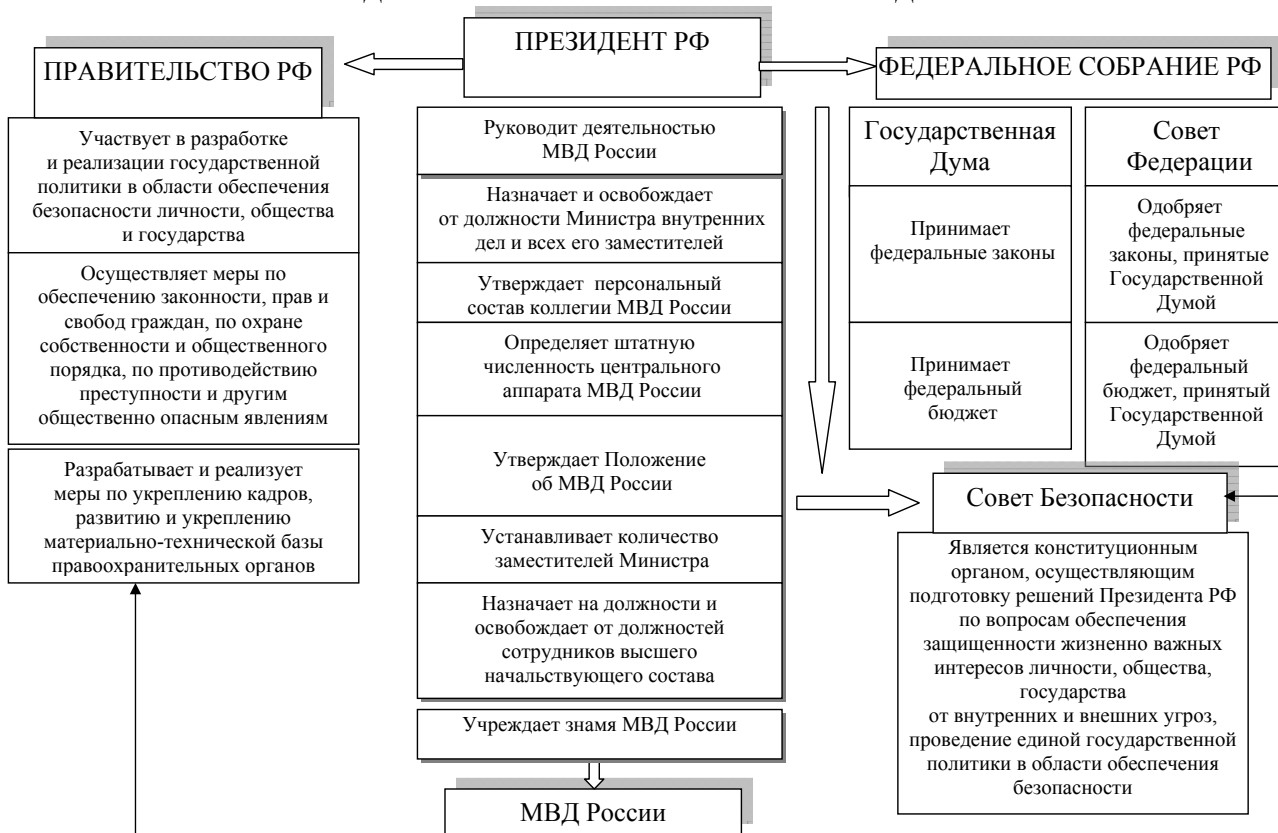 ПРЕЗИДЕНТ РФ
ПРАВИТЕЛЬСТВО РФ
Участвует в разработке
и реализации государственной
политики в области обеспечения
безопасности личности, общества
и государства
Осуществляет меры по
обеспечению законности, прав и
свобод граждан, по охране
собственности и общественного
порядка, по противодействию
преступности и другим
общественно опасным явлениям
Разрабатывает и реализует
меры по укреплению кадров,
развитию и укреплению
материально-технической базы
правоохранительных органов
Руководит деятельностью
МВД России
Назначает и освобождает
от должности Министра внутренних
дел и всех его заместителей
Утверждает персональный
состав коллегии МВД России
Определяет штатную
численность центрального
аппарата МВД России
Утверждает Положение
об МВД России
Устанавливает количество
заместителей Министра
Назначает на должности и
освобождает от должностей
сотрудников высшего
начальствующего состава
Учреждает знамя МВД России
МВД России
ФЕДЕРАЛЬНОЕ СОБРАНИЕ РФ
Государственная
Дума
Принимает
федеральные законы
Принимает
федеральный
бюджет
Совет
Федерации
Одобряет
федеральные
законы, принятые
Государственной
Думой
Одобряет
федеральный
бюджет, принятый
Государственной
Думой
Совет Безопасности
Является конституционным
органом, осуществляющим
подготовку решений Президента РФ
по вопросам обеспечения
защищенности жизненно важных
интересов личности, общества,
государства
от внутренних и внешних угроз,
проведение единой государственной
политики в области обеспечения
безопасности